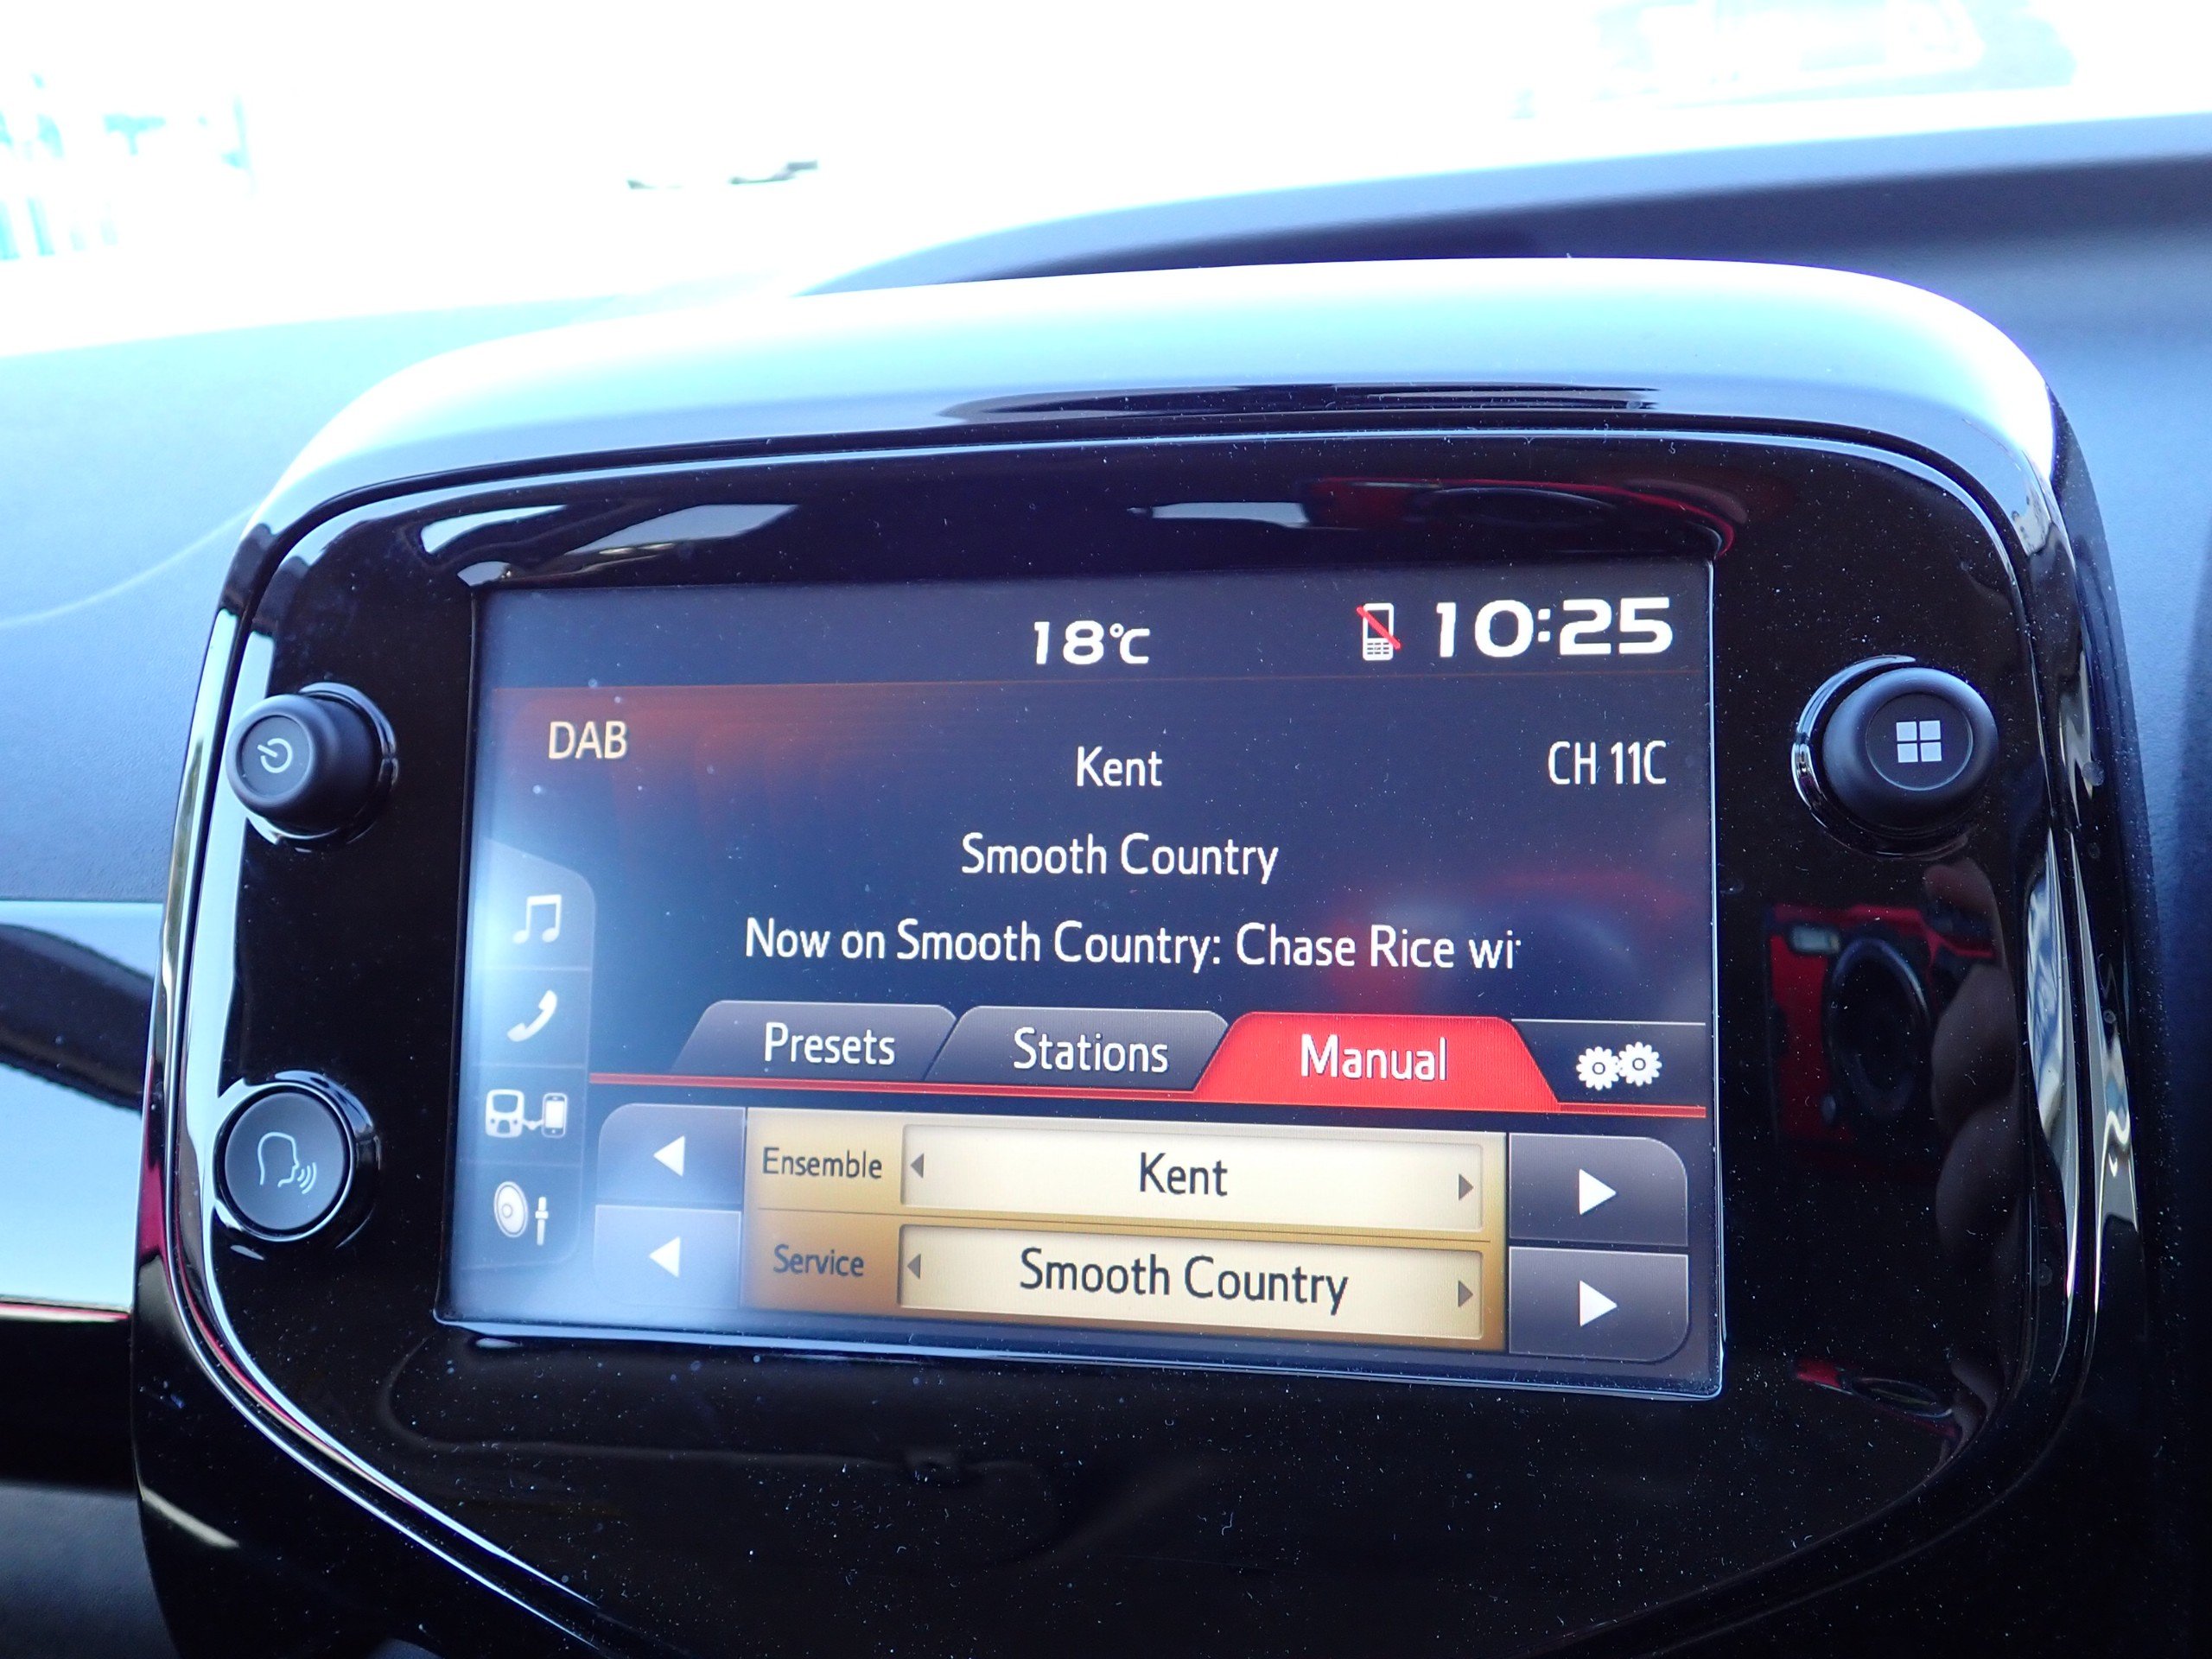 18°C 10:25
DAB
Kent
CH 11C
Smooth Country
Now on Smooth Country: Chase Rice wi
Presets Stations Manual
Ensemble Kent
Service Smooth Country